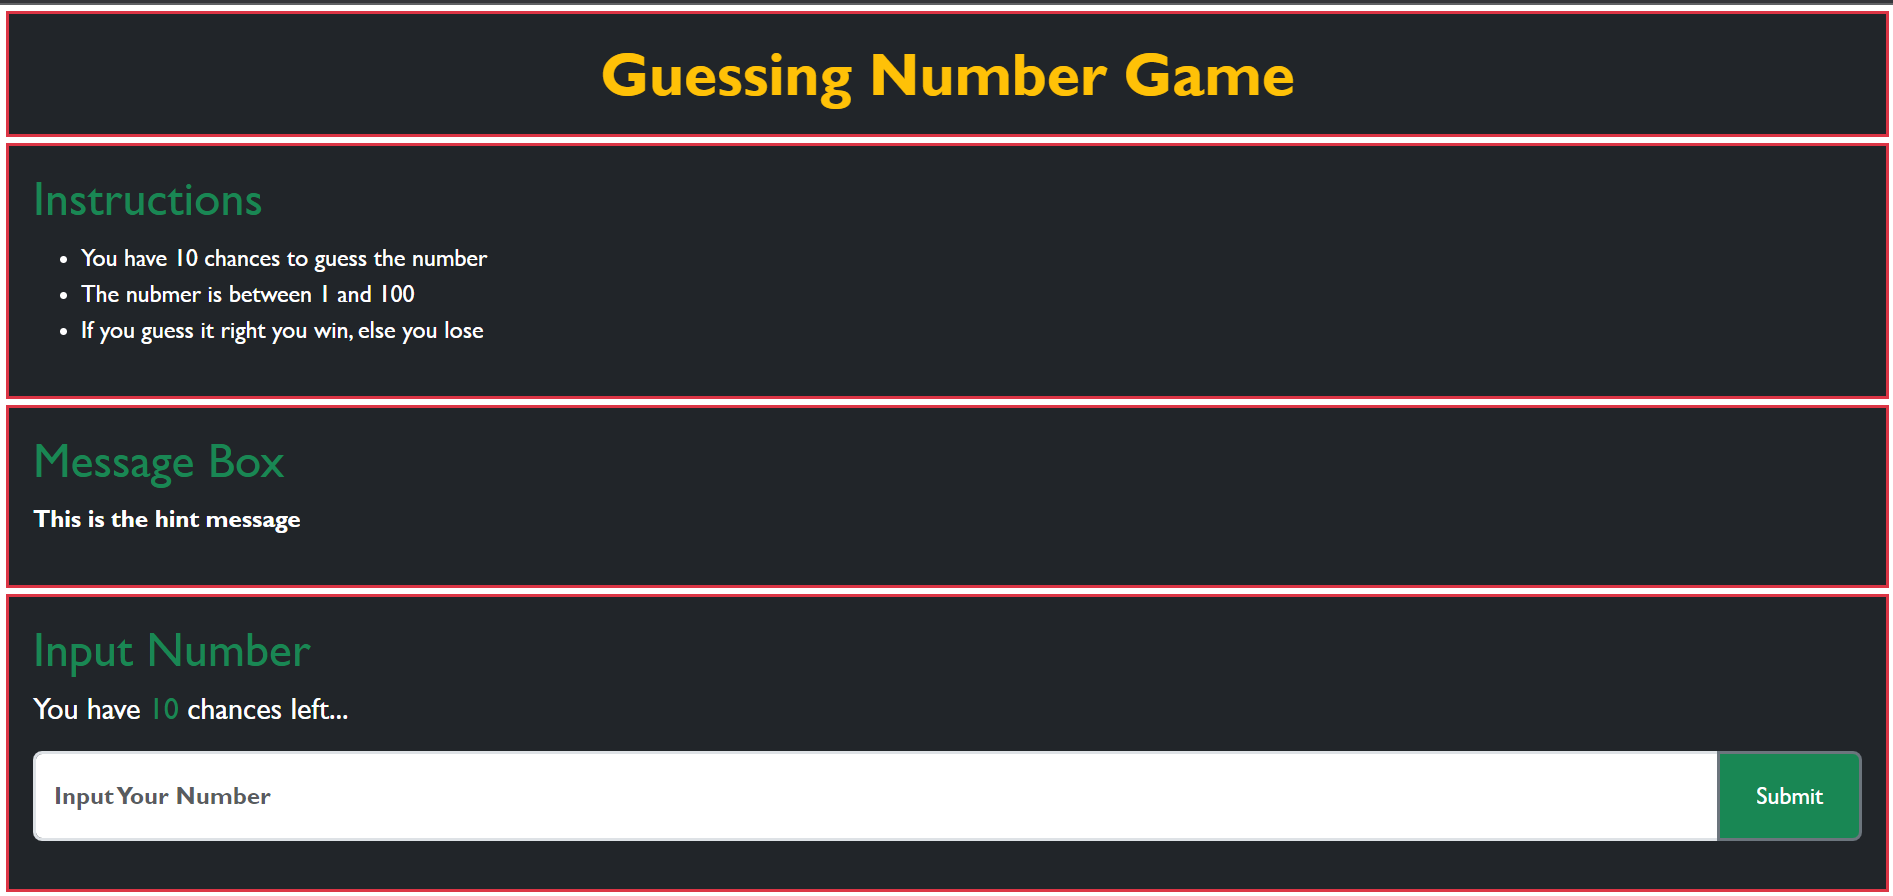 Guessing Number Game
Instructions
• You have 10 chances to guess the number
• The nubmer is between 1 and 100
• If you guess it right you win, else you lose
Message Box
This is the hint message
Input Number
You have 10 chances left...
Input Your Number
Submit